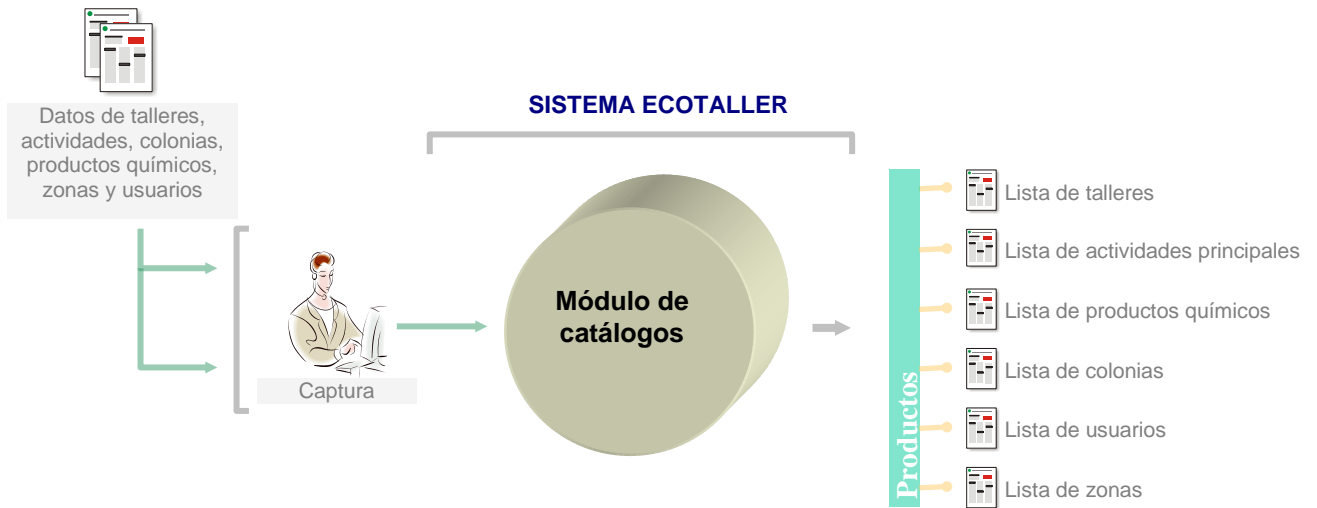 Datos de talleres,
actividades, colonias,
productos químicos,
zonas y usuarios
SISTEMA ECOTALLER
Captura
Módulo de
catálogos
Productos
Lista de talleres
Lista de actividades principales
Lista de productos químicos
Lista de colonias
Lista de usuarios
Lista de zonas